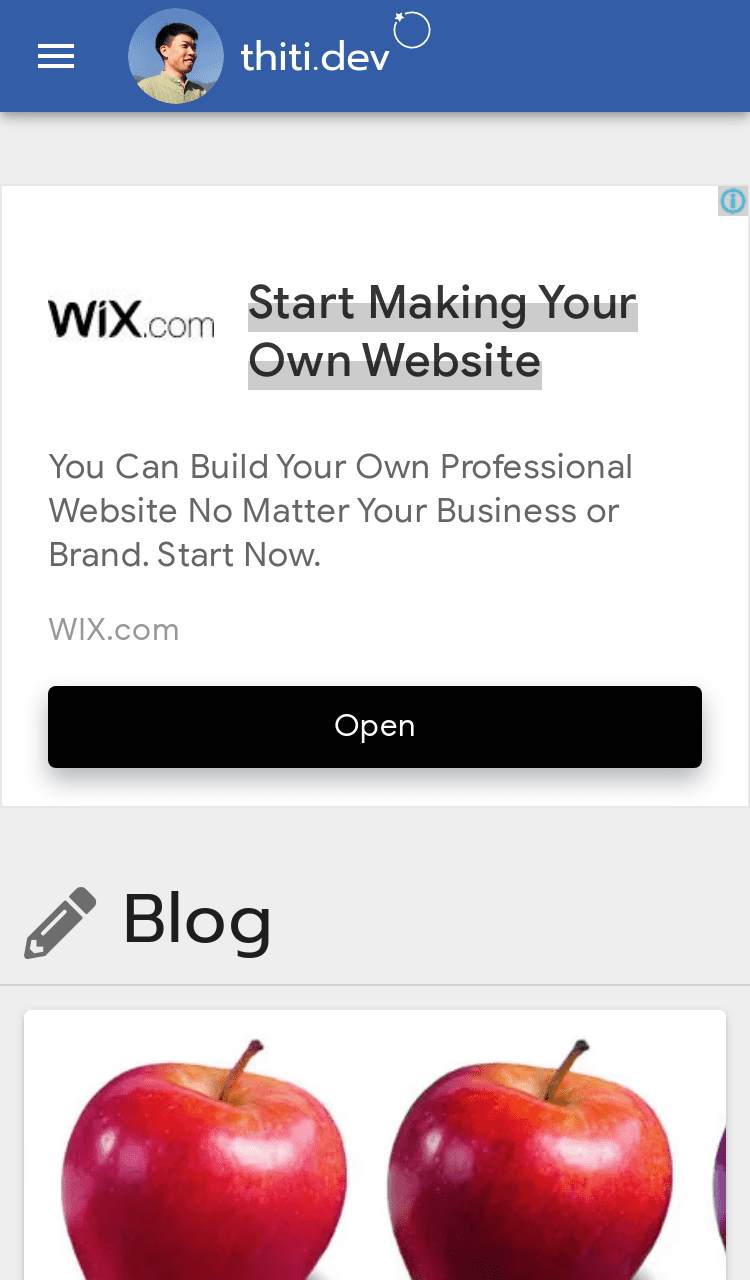 thiti.dev
WiX.com
Start Making Your
Own Website
You Can Build Your Own Professional
Website No Matter Your Business or
Brand. Start Now.
WIX.com
Open
Blog